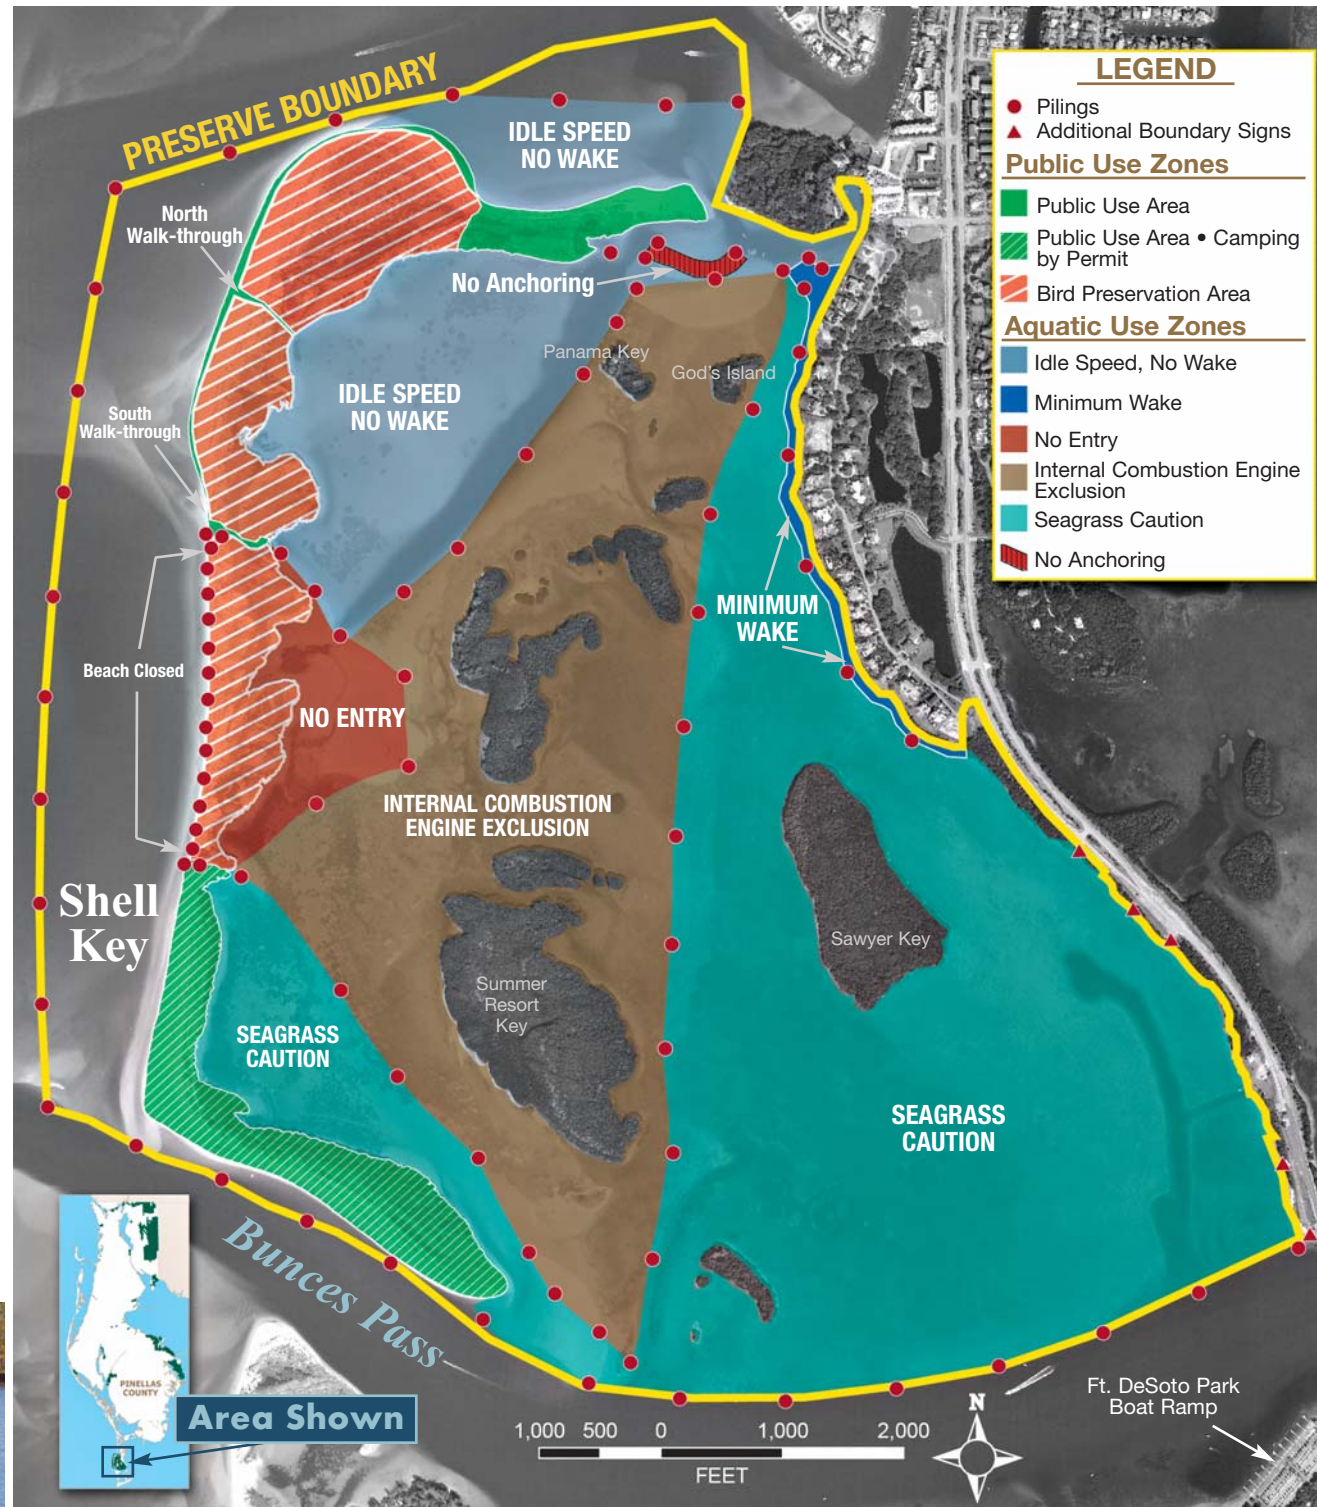 PRESERVE BOUNDARY
IDLE SPEED
NO WAKE
North
Walk-through
No Anchoring
Panama Key
God's Island
IDLE SPEED
NO WAKE
South
Walk-through
MINIMUM
WAKE
Beach Closed
NO ENTRY
INTERNAL COMBUSTION
ENGINE EXCLUSION
Shell
Key
Sawyer Key
Summer
Resort
Key
SEAGRASS
CAUTION
SEAGRASS
CAUTION
Bunces Pass
LEGEND
Pilings
Additional Boundary Signs
Public Use Zones
Public Use Area
Public Use Area • Camping
by Permit
Bird Preservation Area
Aquatic Use Zones
Idle Speed, No Wake
Minimum Wake
No Entry
Internal Combustion Engine
Exclusion
Seagrass Caution
No Anchoring
PINELLAS
COUNTY
Area Shown
1,000 500 0 1,000 2,000
FEET
N
Ft. DeSoto Park
Boat Ramp